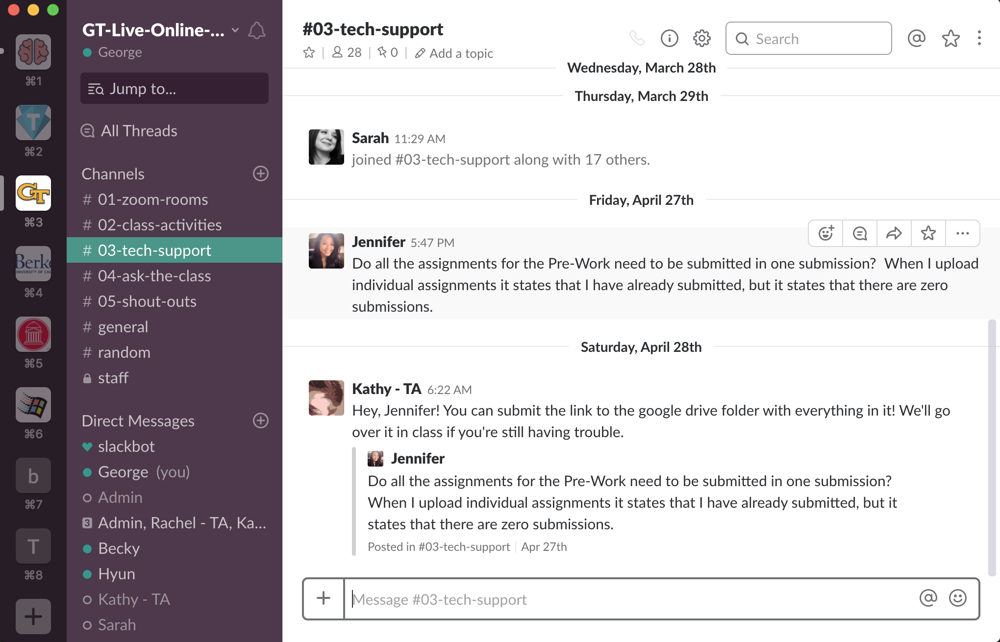 ⌘1
T
⌘2
GT
⌘3
Berke
UNIVERSITY OF CAL
⌘4
⌘5
⌘6
b
⌘7
T
⌘8
GT-Live-Online-...
George
Jump to...
All Threads
Channels
# 01-zoom-rooms
# 02-class-activities
# 03-tech-support
# 04-ask-the-class
# 05-shout-outs
# general
# random
staff
Direct Messages
slackbot
George (you)
Admin
3 Admin, Rachel - TA, Ka...
Becky
Hyun
Kathy - TA
Sarah
#03-tech-support
28 | 0 | Add a topic
Search
Wednesday, March 28th
Thursday, March 29th
Sarah 11:29 AM
joined #03-tech-support along with 17 others.
Friday, April 27th
Jennifer 5:47 PM
Do all the assignments for the Pre-Work need to be submitted in one submission?  When I upload
individual assignments it states that I have already submitted, but it states that there are zero
submissions.
Saturday, April 28th
Kathy - TA 6:22 AM
Hey, Jennifer! You can submit the link to the google drive folder with everything in it! We'll go
over it in class if you're still having trouble.
Jennifer
Do all the assignments for the Pre-Work need to be submitted in one submission?
When I upload individual assignments it states that I have already submitted, but it
states that there are zero submissions.
Posted in #03-tech-support | Apr 27th
Message #03-tech-support